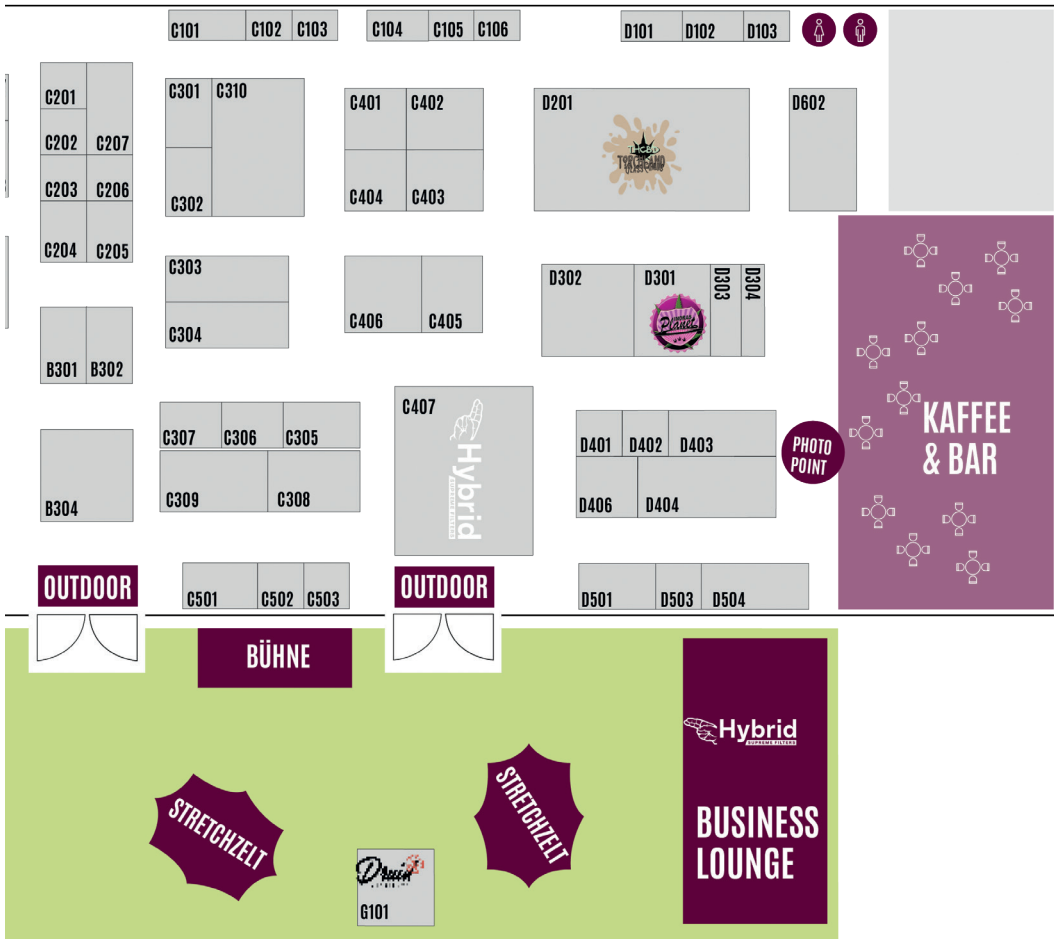 C101
C102
C103
C104
C105
C106
D101
D102
D103
C201
C202
C207
C203
C206
C204
C205
C301
C310
C302
C401
C402
C404
C403
D201
D602
C303
C304
C406
C405
D302
D301
Planet
D303
D304
B301
B302
C407
Hybrid
C307
C306
C305
C309
C308
D401
D402
D403
D406
D404
PHOTO
POINT
KAFFEE
& BAR
B304
OUTDOOR
OUTDOOR
C501
C502
C503
D501
D503
D504
BÜHNE
Hybrid
SUPREME FILTERS
STRETCHZELT
STRETCHZELT
BUSINESS
LOUNGE
G101